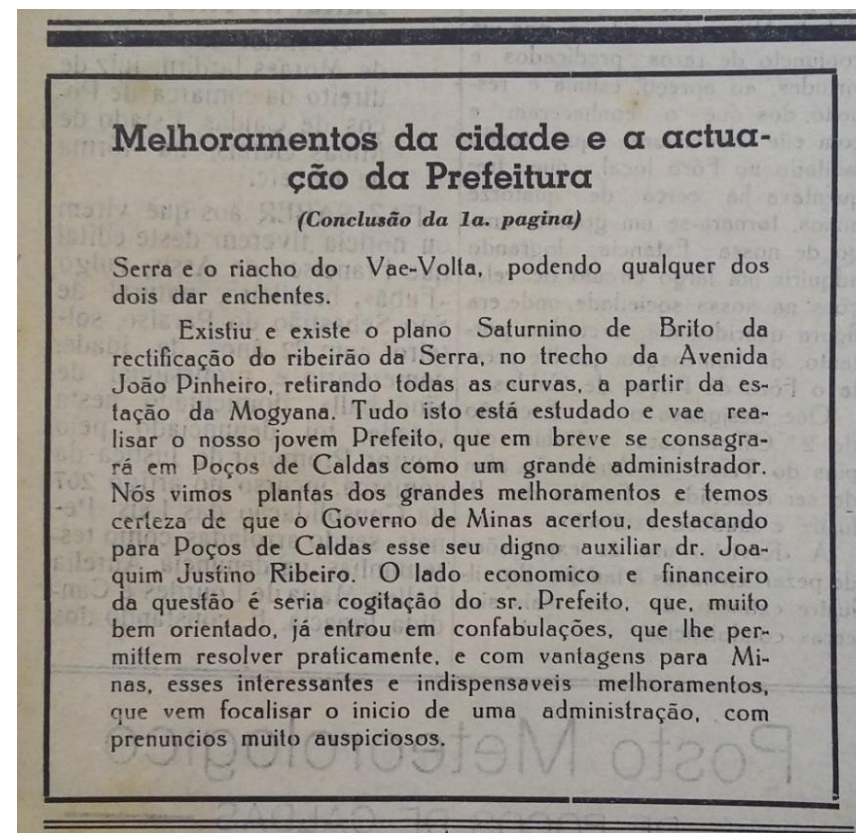 Melhoramentos da cidade e a actua-
ção da Prefeitura
(Conclusão da 1a. pagina)
Serra e o riacho do Vae-Volta, podendo qualquer dos
dois dar enchentes.
Existiu e existe o plano Saturnino de Brito da
rectificação do ribeirão da Serra, no trecho da Avenida
João Pinheiro, retirando todas as curvas, a partir da es-
tação da Mogyana. Tudo isto está estudado e vae rea-
lisar o nosso jovem Prefeito, que em breve se consagra-
rá em Poços de Caldas como um grande administrador.
Nós vimos plantas dos grandes melhoramentos e temos
certeza de que o Governo de Minas acertou, destacando
para Poços de Caldas esse seu digno auxiliar dr. Joa-
quim Justino Ribeiro. O lado economico e financeiro
da questão é seria cogitação do sr. Prefeito, que, muito
bem orientado, já entrou em confabulações, que lhe per-
mittem resolver praticamente, e com vantagens para Mi-
nas, esses interessantes e indispensaveis melhoramentos,
que vem focalisar o inicio de uma administração, com
prenuncios muito auspiciosos.